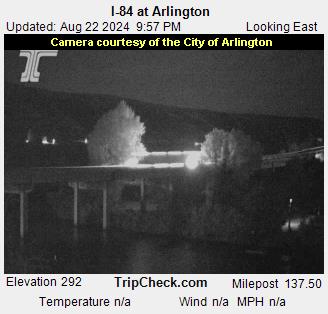 I-84 at Arlington
Updated: Aug 22 2024 9:57 PM Looking East
Camera courtesy of the City of Arlington
Elevation 292 TripCheck.com Milepost 137.50
Temperature n/a Wind n/a MPH n/a